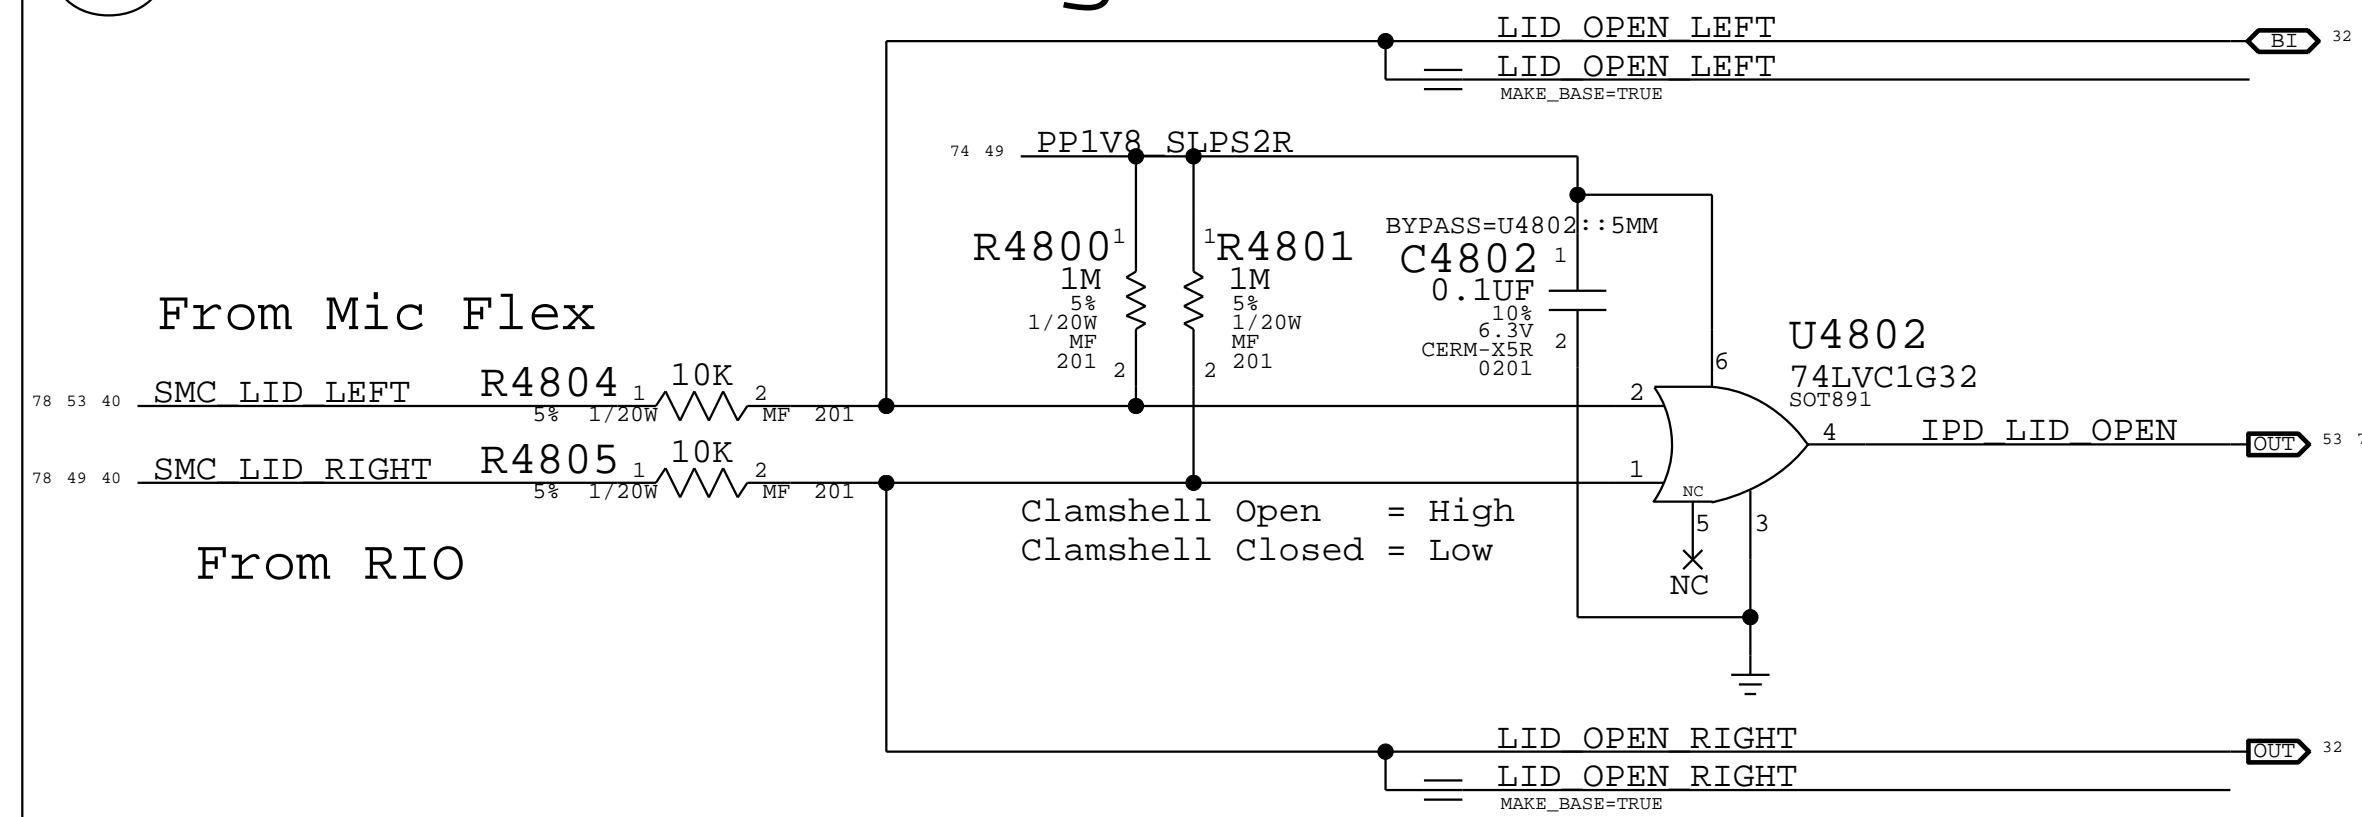 LID_OPEN_LEFT
BI 32
LID_OPEN_LEFT
MAKE_BASE=TRUE
74 49 PP1V8_SLPS2R
BYPASS=U4802::5MM
R4800 1
1M
5%
1/20W
MF
201
2
1 R4801
1M
5%
1/20W
MF
201
2
C4802 1
0.1UF
10%
6.3V
CERM-X5R
0201
2
From Mic Flex
U4802
74LVC1G32
SOT891
6
78 53 40 SMC_LID_LEFT R4804 1 10K 2
5% 1/20W MF 201
2
4 IPD_LID_OPEN OUT 53
78 49 40 SMC_LID_RIGHT R4805 1 10K 2
5% 1/20W MF 201
1
NC
5 3
NC
Clamshell Open = High
Clamshell Closed = Low
From RIO
LID_OPEN_RIGHT
OUT 32
LID_OPEN_RIGHT
MAKE_BASE=TRUE